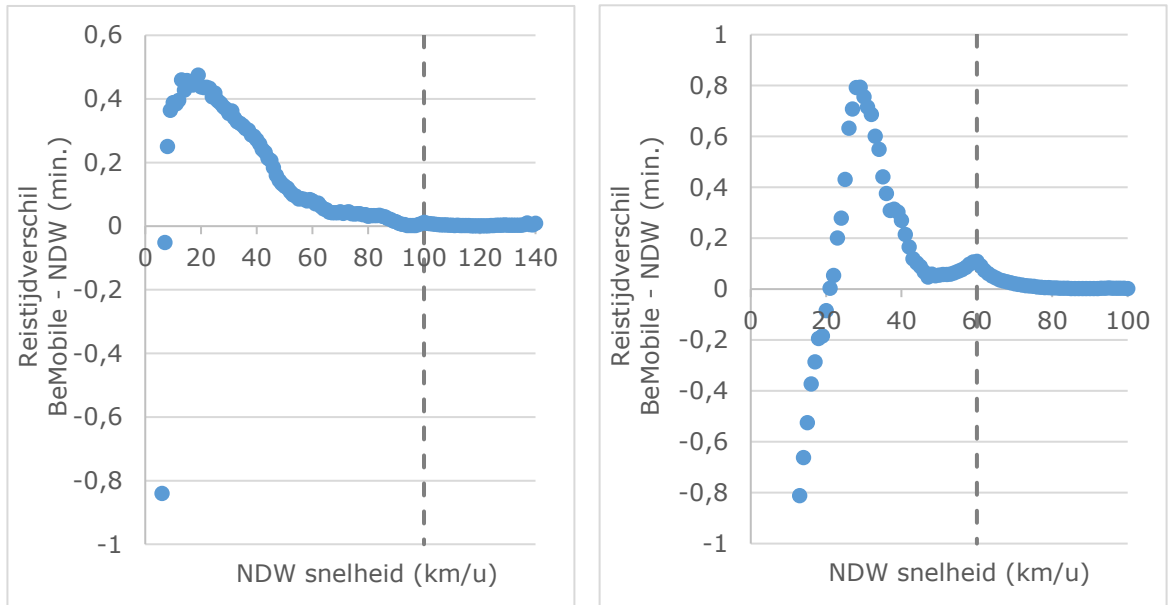 0,6
0,4
0,2
0
-0,2
-0,4
-0,6
-0,8
-1
0 20 40 60 80 100 120 140
Reistijdverschil
BeMobile - NDW (min.)
NDW snelheid (km/u)
1
0,8
0,6
0,4
0,2
0
-0,2
-0,4
-0,6
-0,8
-1
0 20 40 60 80 100
Reistijdverschil
BeMobile - NDW (min.)
NDW snelheid (km/u)